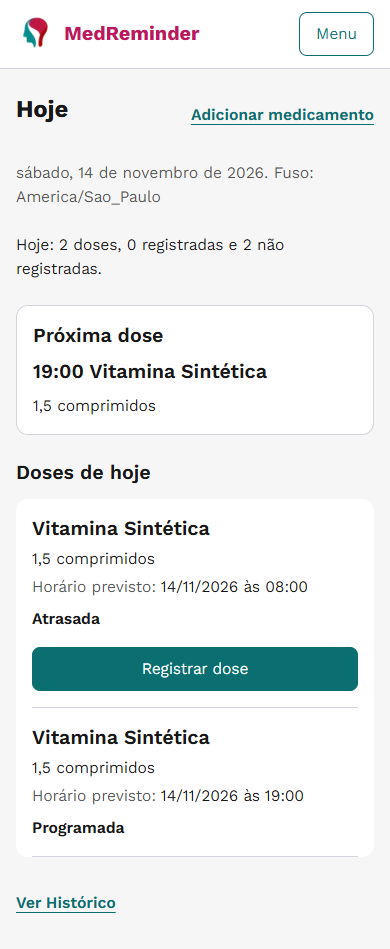 MedReminder
Menu
Hoje
Adicionar medicamento
sábado, 14 de novembro de 2026. Fuso:
America/Sao_Paulo
Hoje: 2 doses, 0 registradas e 2 não
registradas.
Próxima dose
19:00 Vitamina Sintética
1,5 comprimidos
Doses de hoje
Vitamina Sintética
1,5 comprimidos
Horário previsto: 14/11/2026 às 08:00
Atrasada
Registrar dose
Vitamina Sintética
1,5 comprimidos
Horário previsto: 14/11/2026 às 19:00
Programada
Ver Histórico